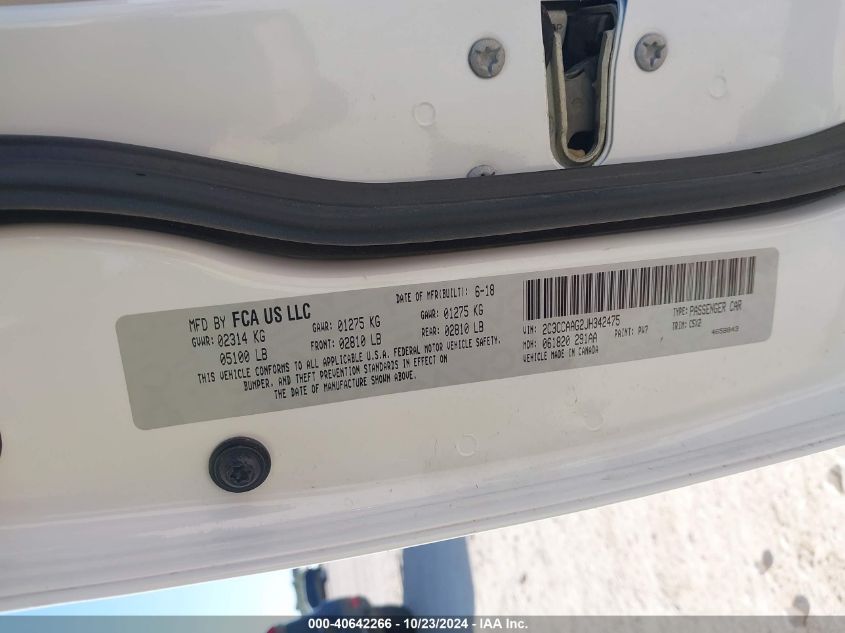 MFD BY FCA US LLC
DATE OF MFR(BUILT): 6-18
GVWR: 02314 KG
GAWR: 01275 KG
GAWR: 01275 KG
05100 LB
FRONT: 02810 LB
REAR: 02810 LB
THIS VEHICLE CONFORMS TO ALL APPLICABLE U.S.A. FEDERAL MOTOR VEHICLE SAFETY,
BUMPER, AND THEFT PREVENTION STANDARDS IN EFFECT ON
THE DATE OF MANUFACTURE SHOWN ABOVE.
VIN: 2C3CCAAG2JH342475
TYPE: PASSENGER CAR
MDH: 061820 291AA
PAINT: PW7
TRIM: C5X2
VEHICLE MADE IN CANADA
4658843
000-40642266 - 10/23/2024 - IAA Inc.